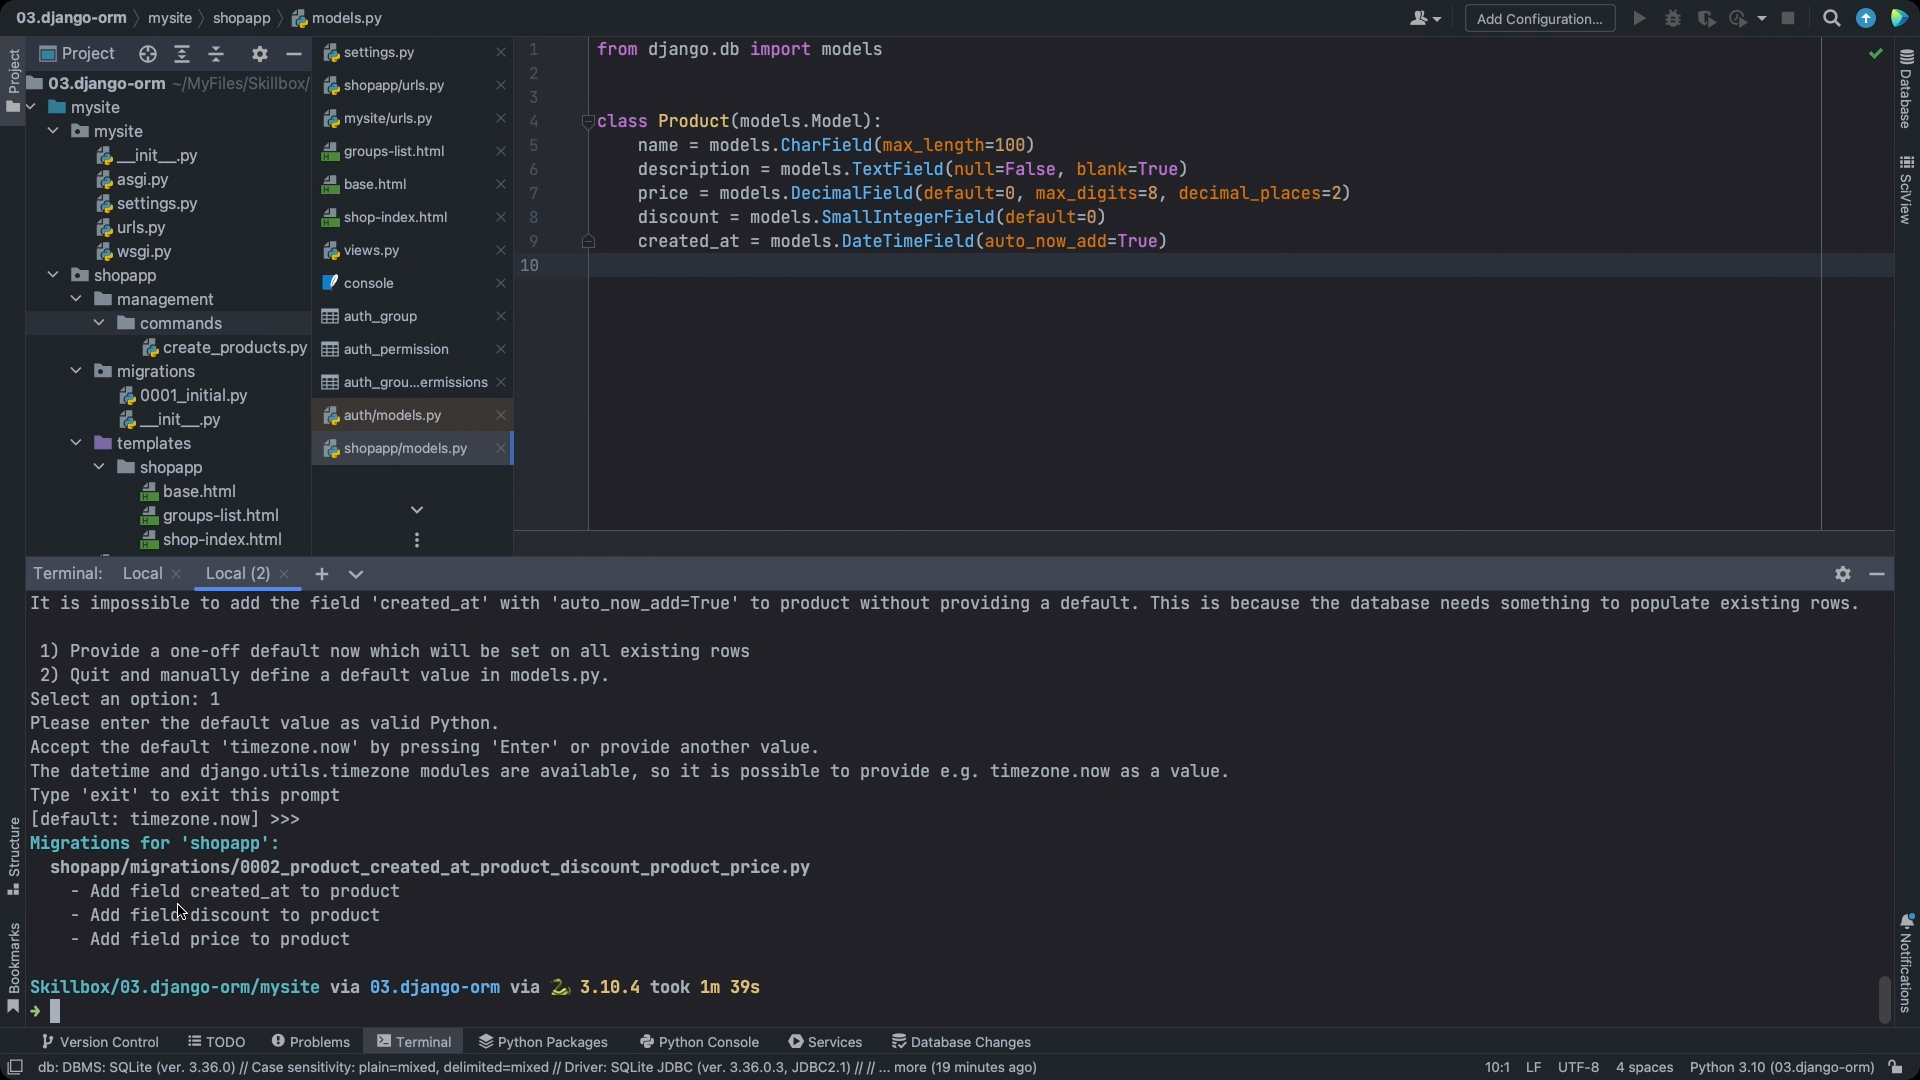 03.django-orm mysite shopapp models.py
Add Configuration...
Project
Project
03.django-orm ~/MyFiles/Skillbox/
mysite
mysite
__init__.py
asgi.py
settings.py
urls.py
wsgi.py
shopapp
management
commands
create_products.py
migrations
0001_initial.py
__init__.py
templates
shopapp
base.html
groups-list.html
shop-index.html
settings.py
shopapp/urls.py
mysite/urls.py
groups-list.html
base.html
shop-index.html
views.py
console
auth_group
auth_permission
auth_grou...ermissions
auth/models.py
shopapp/models.py
1 from django.db import models
2
3
4 class Product(models.Model):
5 name = models.CharField(max_length=100)
6 description = models.TextField(null=False, blank=True)
7 price = models.DecimalField(default=0, max_digits=8, decimal_places=2)
8 discount = models.SmallIntegerField(default=0)
9 created_at = models.DateTimeField(auto_now_add=True)
10
Database
SciView
Notifications
Structure
Bookmarks
Terminal: Local Local (2)
It is impossible to add the field 'created_at' with 'auto_now_add=True' to product without providing a default. This is because the database needs something to populate existing rows.
1) Provide a one-off default now which will be set on all existing rows
2) Quit and manually define a default value in models.py.
Select an option: 1
Please enter the default value as valid Python.
Accept the default 'timezone.now' by pressing 'Enter' or provide another value.
The datetime and django.utils.timezone modules are available, so it is possible to provide e.g. timezone.now as a value.
Type 'exit' to exit this prompt
[default: timezone.now] >>>
Migrations for 'shopapp':
shopapp/migrations/0002_product_created_at_product_discount_product_price.py
- Add field created_at to product
- Add field discount to product
- Add field price to product
Skillbox/03.django-orm/mysite via 03.django-orm via 🐍 3.10.4 took 1m 39s
➜
Version Control TODO Problems Terminal Python Packages Python Console Services Database Changes
db: DBMS: SQLite (ver. 3.36.0) // Case sensitivity: plain=mixed, delimited=mixed // Driver: SQLite JDBC (ver. 3.36.0.3, JDBC2.1) // // ... more (19 minutes ago) 10:1 LF UTF-8 4 spaces Python 3.10 (03.django-orm)